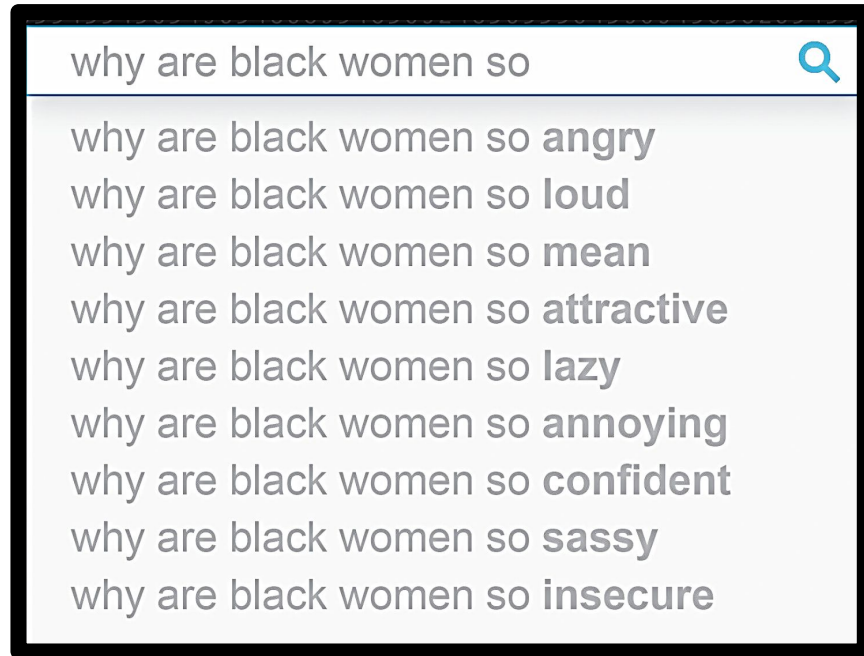 why are black women so
why are black women so angry
why are black women so loud
why are black women so mean
why are black women so attractive
why are black women so lazy
why are black women so annoying
why are black women so confident
why are black women so sassy
why are black women so insecure